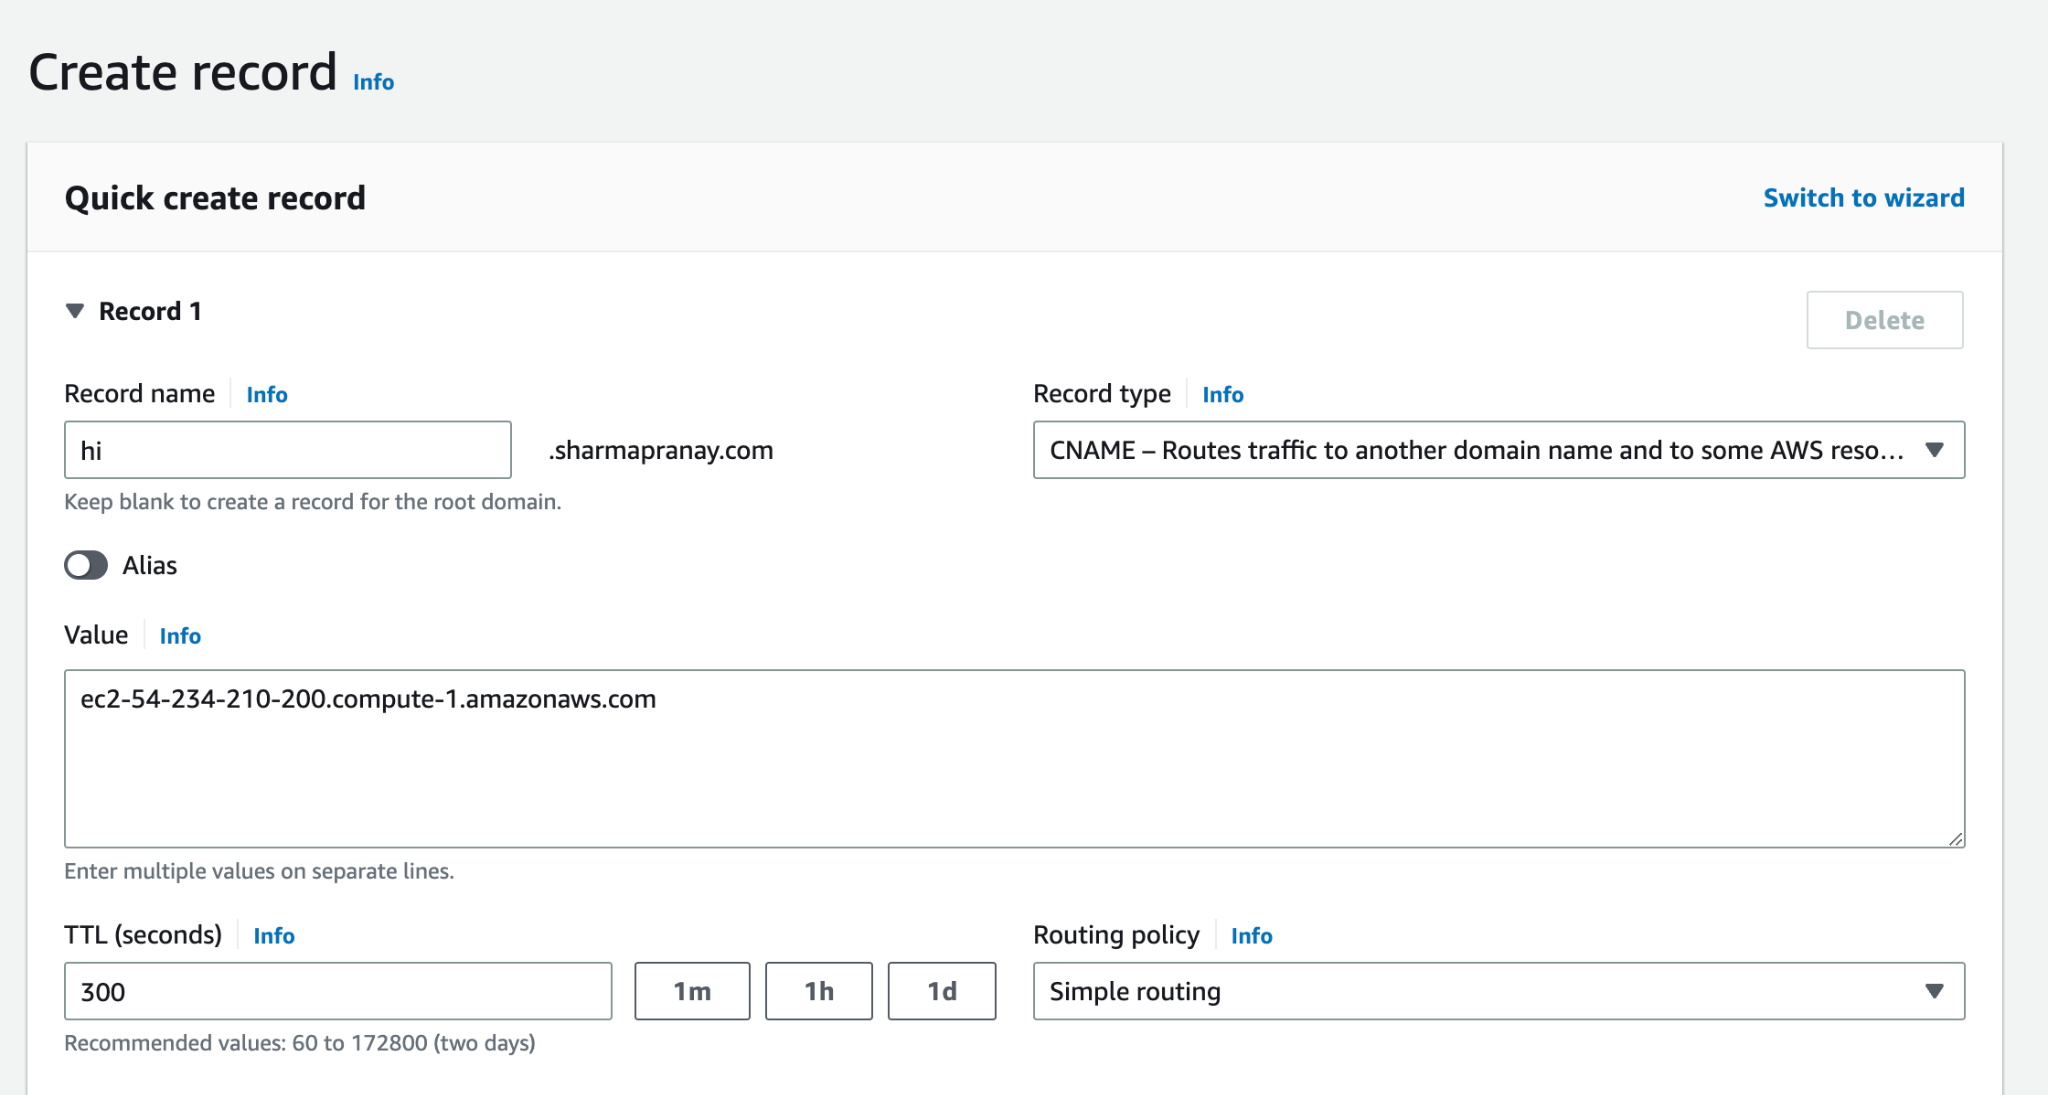 Create record Info
Quick create record
Switch to wizard
Record 1
Delete
Record name Info
hi .sharmapranay.com
Keep blank to create a record for the root domain.
Record type Info
CNAME – Routes traffic to another domain name and to some AWS reso...
Alias
Value Info
ec2-54-234-210-200.compute-1.amazonaws.com
Enter multiple values on separate lines.
TTL (seconds) Info
300 1m 1h 1d
Recommended values: 60 to 172800 (two days)
Routing policy Info
Simple routing